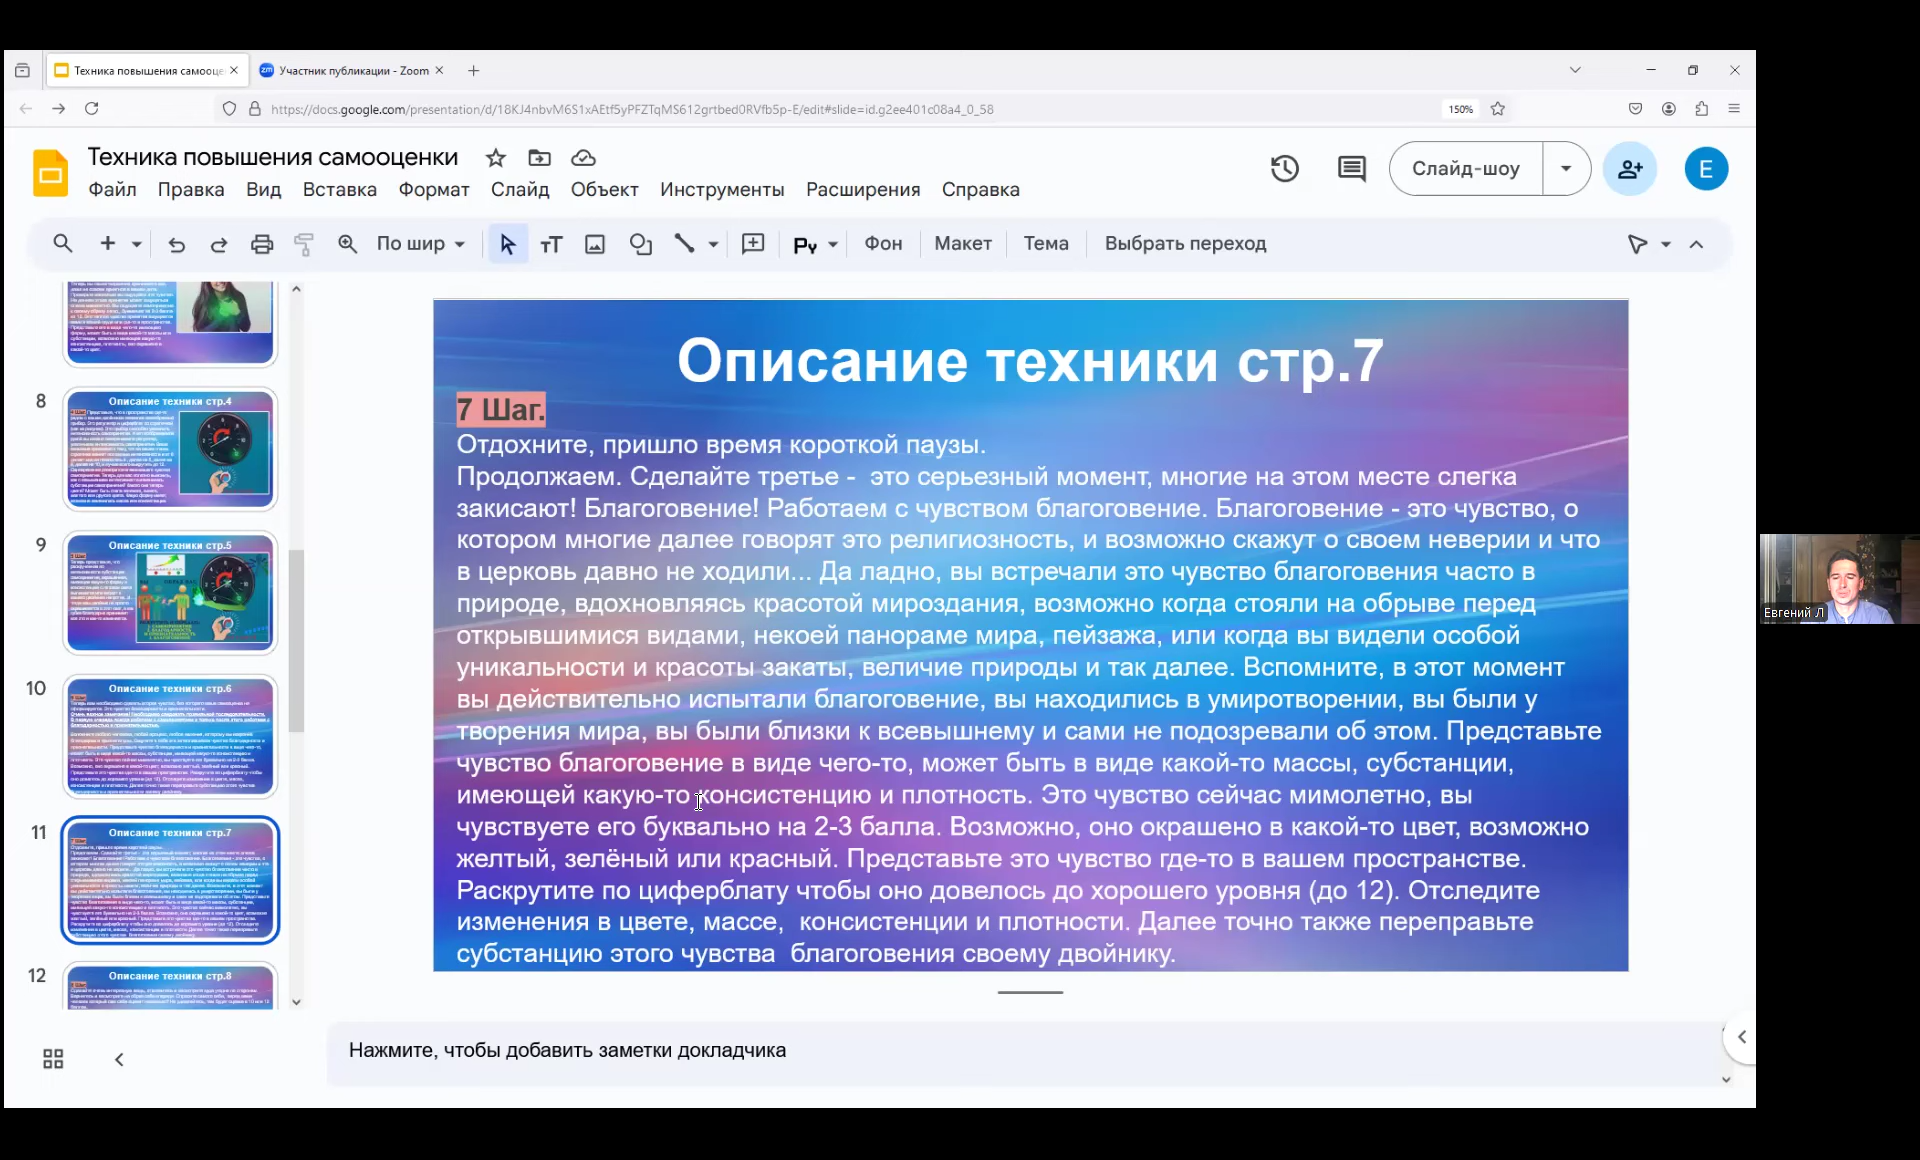 Техника повышения самооце
Участник публикации - Zoom
https://docs.google.com/presentation/d/18KJ4nbvM6S1xAEtf5yPFZTqMS612grtbed0RVfb5p-E/edit#slide=id.g2ee401c08a4_0_58
150%
Техника повышения самооценки
Файл Правка Вид Вставка Формат Слайд Объект Инструменты Расширения Справка
Слайд-шоу
E
По шир
Фон Макет Тема Выбрать переход
8
Описание техники стр.4
9
Описание техники стр.5
10
Описание техники стр.6
11
Описание техники стр.7
12
Описание техники стр.8
Описание техники стр.7
7 Шаг.
Отдохните, пришло время короткой паузы.
Продолжаем. Сделайте третье - это серьезный момент, многие на этом месте слегка
закисают! Благоговение! Работаем с чувством благоговение. Благоговение - это чувство, о
котором многие далее говорят это религиозность, и возможно скажут о своем неверии и что
в церковь давно не ходили... Да ладно, вы встречали это чувство благоговения часто в
природе, вдохновляясь красотой мироздания, возможно когда стояли на обрыве перед
открывшимися видами, некоей панораме мира, пейзажа, или когда вы видели особой
уникальности и красоты закаты, величие природы и так далее. Вспомните, в этот момент
вы действительно испытали благоговение, вы находились в умиротворении, вы были у
творения мира, вы были близки к всевышнему и сами не подозревали об этом. Представьте
чувство благоговение в виде чего-то, может быть в виде какой-то массы, субстанции,
имеющей какую-то консистенцию и плотность. Это чувство сейчас мимолетно, вы
чувствуете его буквально на 2-3 балла. Возможно, оно окрашено в какой-то цвет, возможно
желтый, зелёный или красный. Представьте это чувство где-то в вашем пространстве.
Раскрутите по циферблату чтобы оно довелось до хорошего уровня (до 12). Отследите
изменения в цвете, массе, консистенции и плотности. Далее точно также переправьте
субстанцию этого чувства благоговения своему двойнику.
Нажмите, чтобы добавить заметки докладчика
Евгений Л